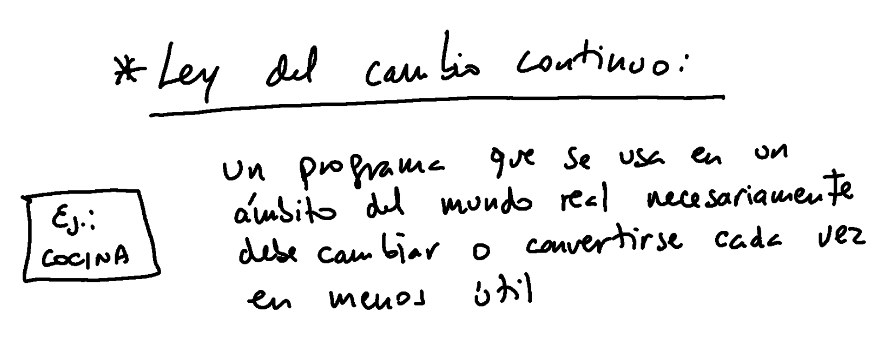 * Ley del cambio continuo:
Un programa que se usa en un
ámbito del mundo real necesariamente
debe cambiar o convertirse cada vez
en menos útil
Ej.:
COCINA